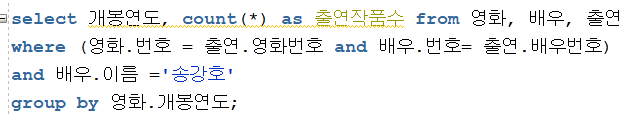 select 개봉연도, count(*) as 출연작품수 from 영화, 배우, 출연
where (영화.번호 = 출연.영화번호 and 배우.번호= 출연.배우번호)
and 배우.이름 ='송강호'
group by 영화.개봉연도;